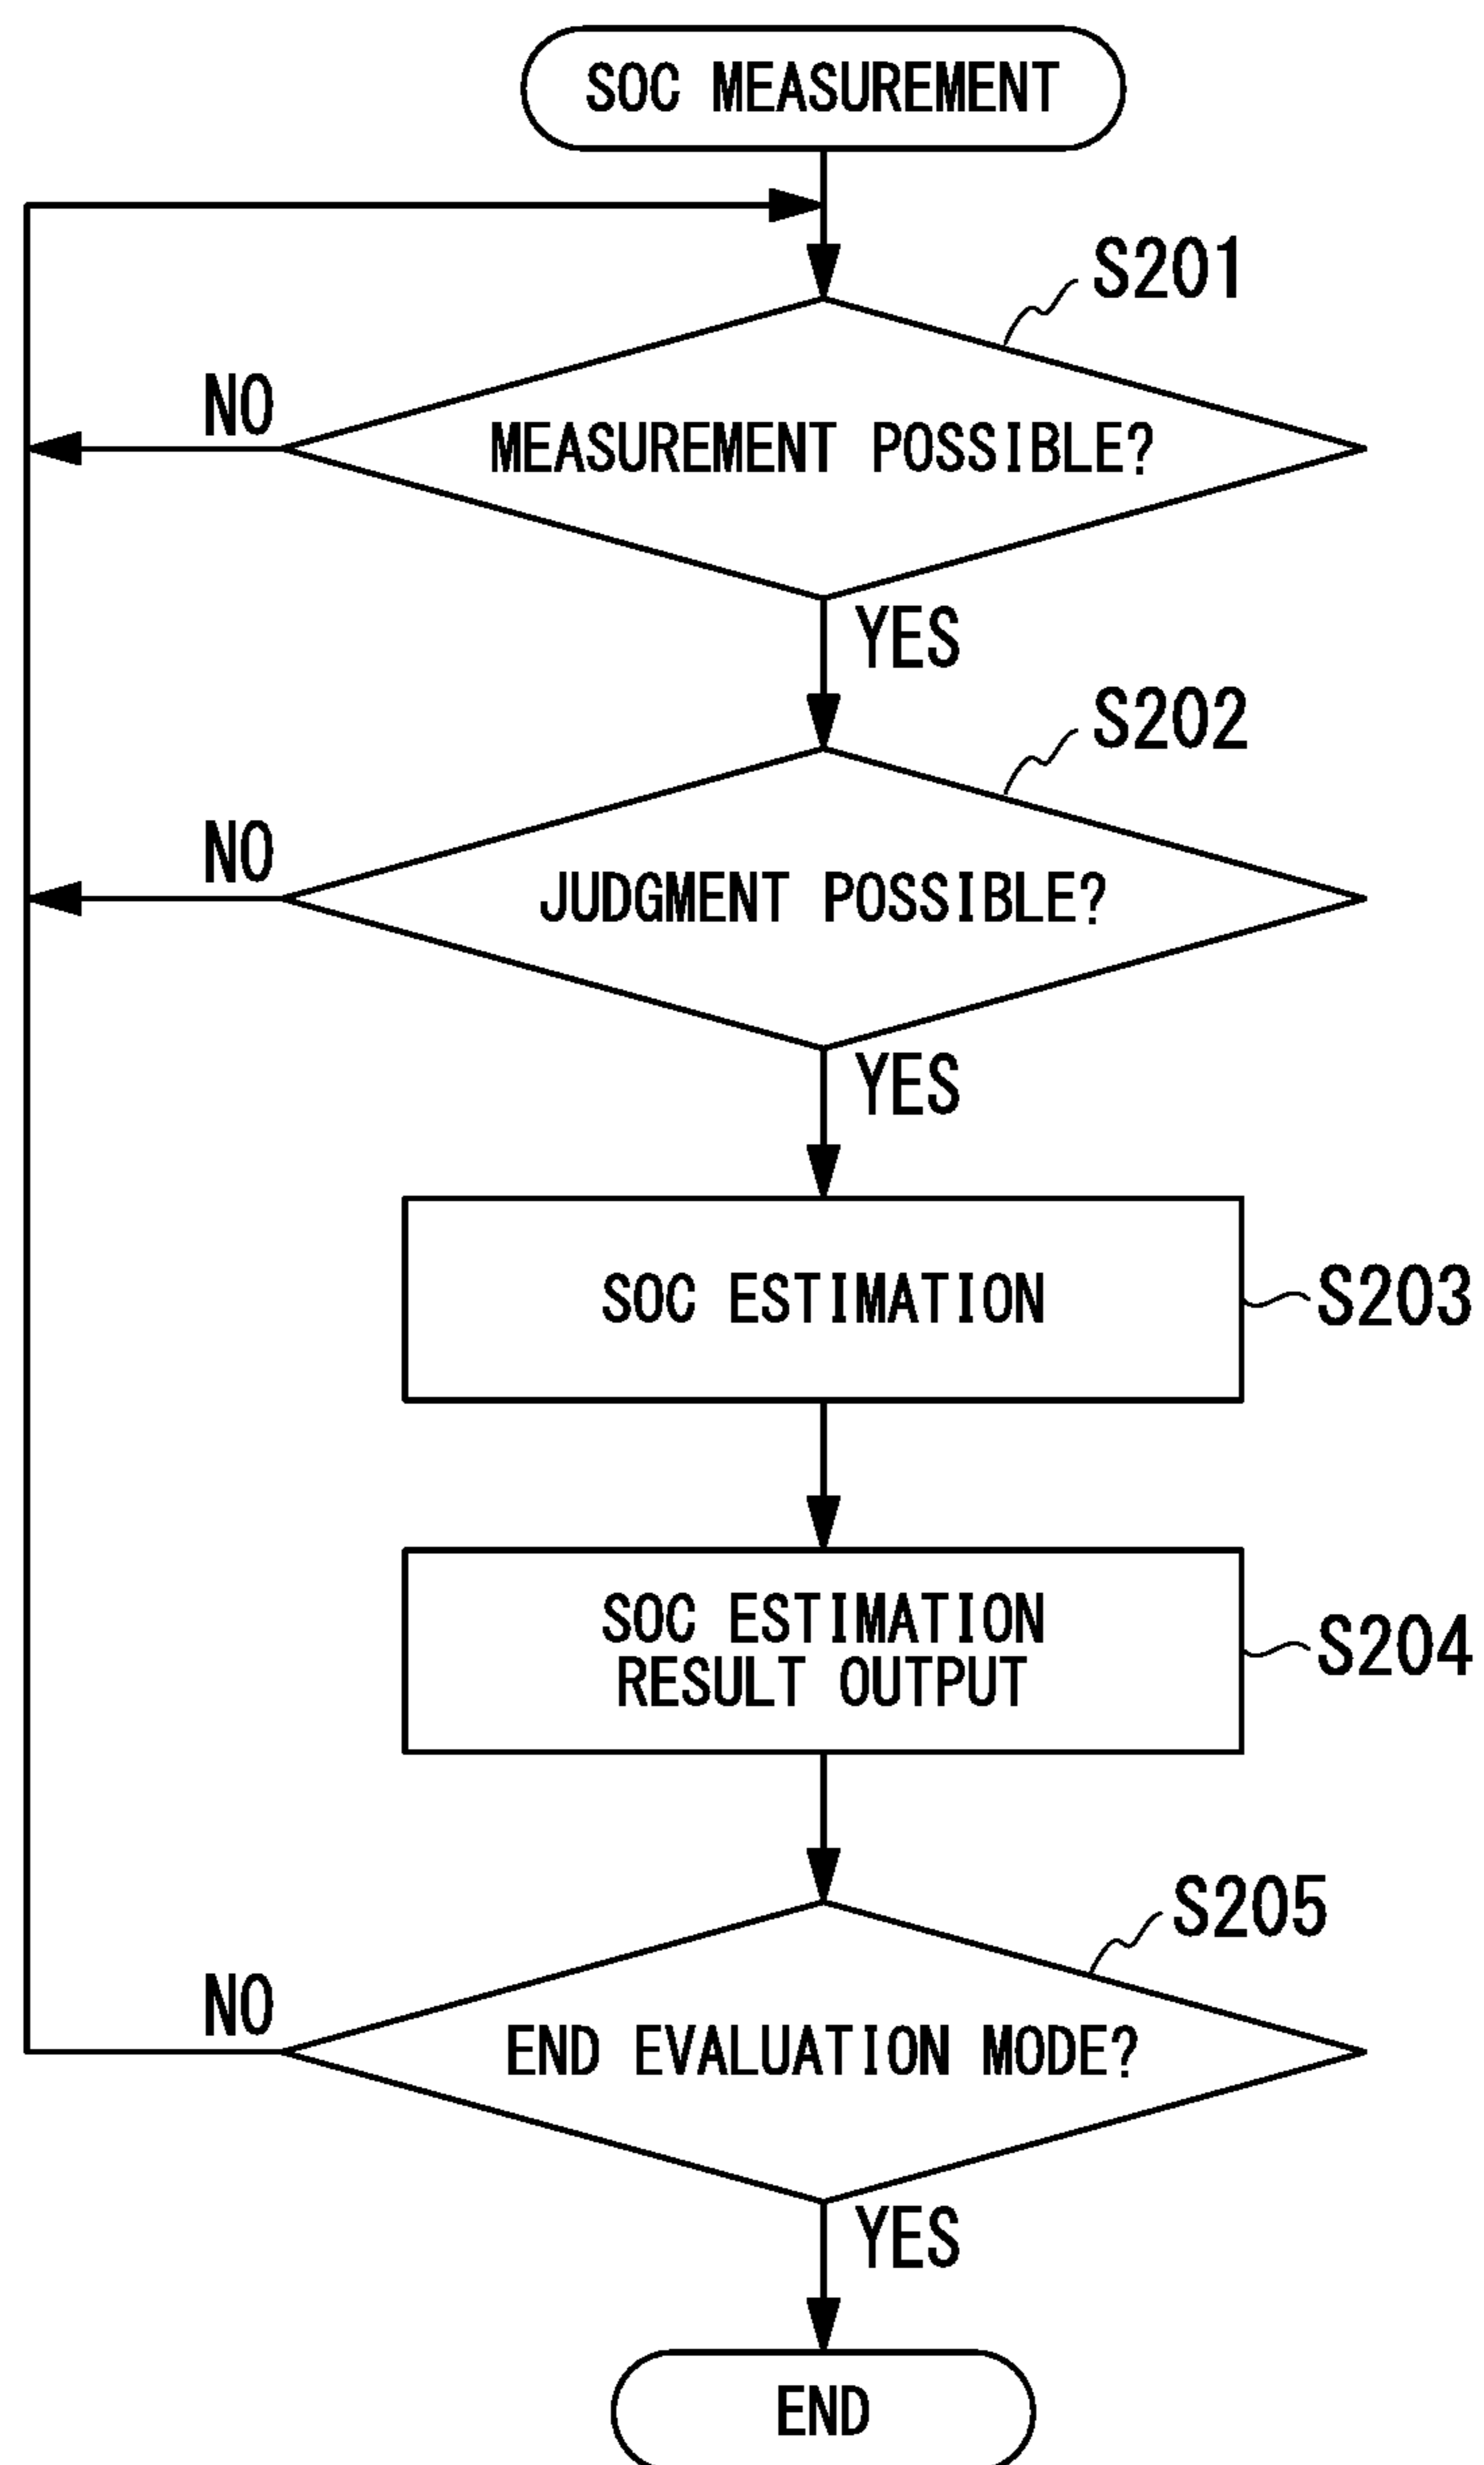 SOC MEASUREMENT
S201
NO
MEASUREMENT POSSIBLE?
YES
S202
NO
JUDGMENT POSSIBLE?
YES
SOC ESTIMATION
S203
SOC ESTIMATION
RESULT OUTPUT
S204
S205
NO
END EVALUATION MODE?
YES
END